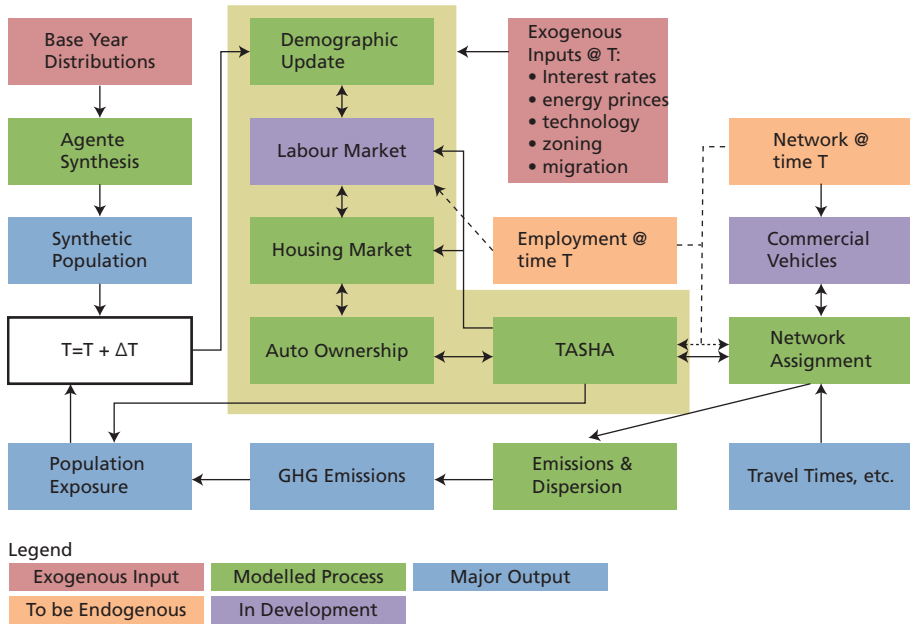 Base Year
Distributions
Demographic
Update
Exogenous
Inputs @ T:
• Interest rates
• energy princes
• technology
• zoning
• migration
Agente
Synthesis
Labour Market
Network @
time T
Synthetic
Population
Housing Market
Employment @
time T
Commercial
Vehicles
T=T + ΔT
Auto Ownership
TASHA
Network
Assignment
Population
Exposure
GHG Emissions
Emissions &
Dispersion
Travel Times, etc.
Legend
Exogenous Input
Modelled Process
Major Output
To be Endogenous
In Development